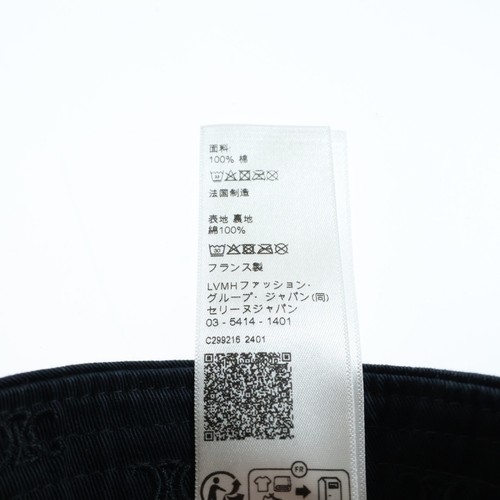 面料
100% 棉
法国制造
表地 裏地
綿100%
フランス製
LVMHファッション・
グループ・ジャパン(同)
セリーヌジャパン
03 - 5414 - 1401
C299216 2401
FR